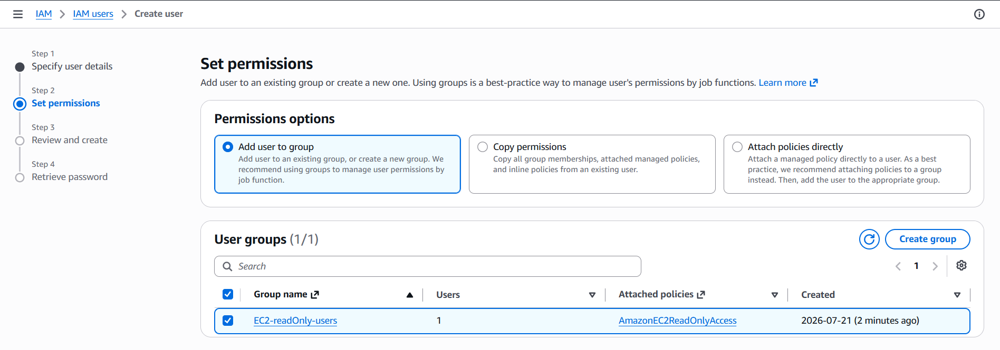 IAM > IAM users > Create user
Step 1
Specify user details
Step 2
Set permissions
Step 3
Review and create
Step 4
Retrieve password
Set permissions
Add user to an existing group or create a new one. Using groups is a best-practice way to manage user's permissions by job functions. Learn more
Permissions options
Add user to group
Add user to an existing group, or create a new group. We
recommend using groups to manage user permissions by
job function.
Copy permissions
Copy all group memberships, attached managed policies,
and inline policies from an existing user.
Attach policies directly
Attach a managed policy directly to a user. As a best
practice, we recommend attaching policies to a group
instead. Then, add the user to the appropriate group.
User groups (1/1)
Create group
Search
1
Group name Users Attached policies Created
EC2-readOnly-users 1 AmazonEC2ReadOnlyAccess 2026-07-21 (2 minutes ago)